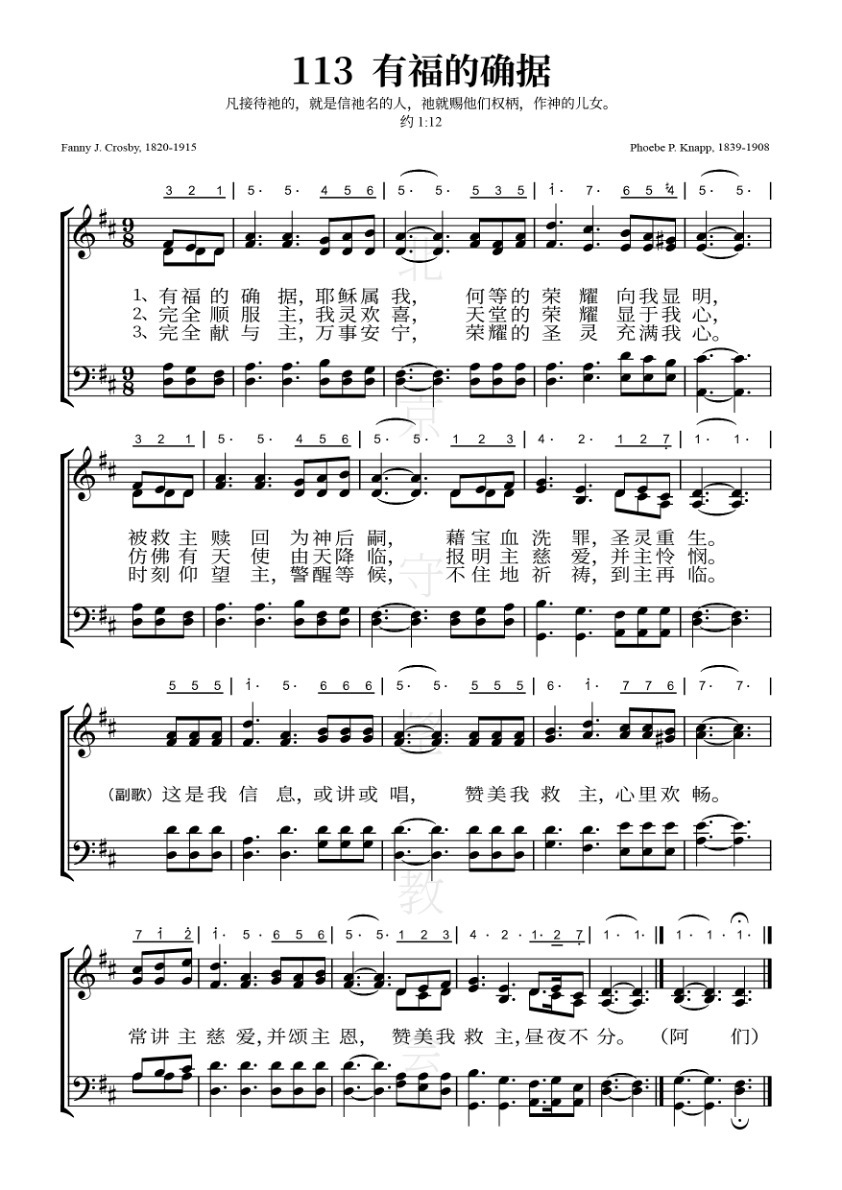 113 有福的确据
凡接待祂的，就是信祂名的人，祂就赐他们权柄，作神的儿女。
约 1:12
Fanny J. Crosby, 1820-1915
Phoebe P. Knapp, 1839-1908
3 2 1 | 5· 5· 4 5 6 | 5· 5· 5 3 5 | 1· 7· 6 5 #4 | 5· 5·
9 8
1、有福的确据，耶稣属我，何等的荣耀向我显明，
2、完全顺服主，我灵欢喜，天堂的荣耀显于我心，
3、完全献与主，万事安宁，荣耀的圣灵充满我心。
9 8
3 2 1 | 5· 5· 4 5 6 | 5· 5· 1 2 3 | 4· 2· 1 2 7 | 1· 1·
被救主赎回为神后嗣，藉宝血洗罪，圣灵重生。
仿佛有天使由天降临，报明主慈爱，并主怜悯。
时刻仰望主，警醒等候，不住地祈祷，到主再临。
5 5 5 | 1· 5· 6 6 6 | 5· 5· 5 5 5 | 6· 1· 7 7 6 | 7· 7·
（副歌）这是我信息，或讲或唱，赞美我救主，心里欢畅。
7 1 2 | 1· 5· 6 5 6 | 5· 5· 1 2 3 | 4· 2· 1· 2 7 | 1· 1· | 1· 1· 1·
常讲主慈爱，并颂主恩，赞美我救主，昼夜不分。（阿们）
北京守望教会